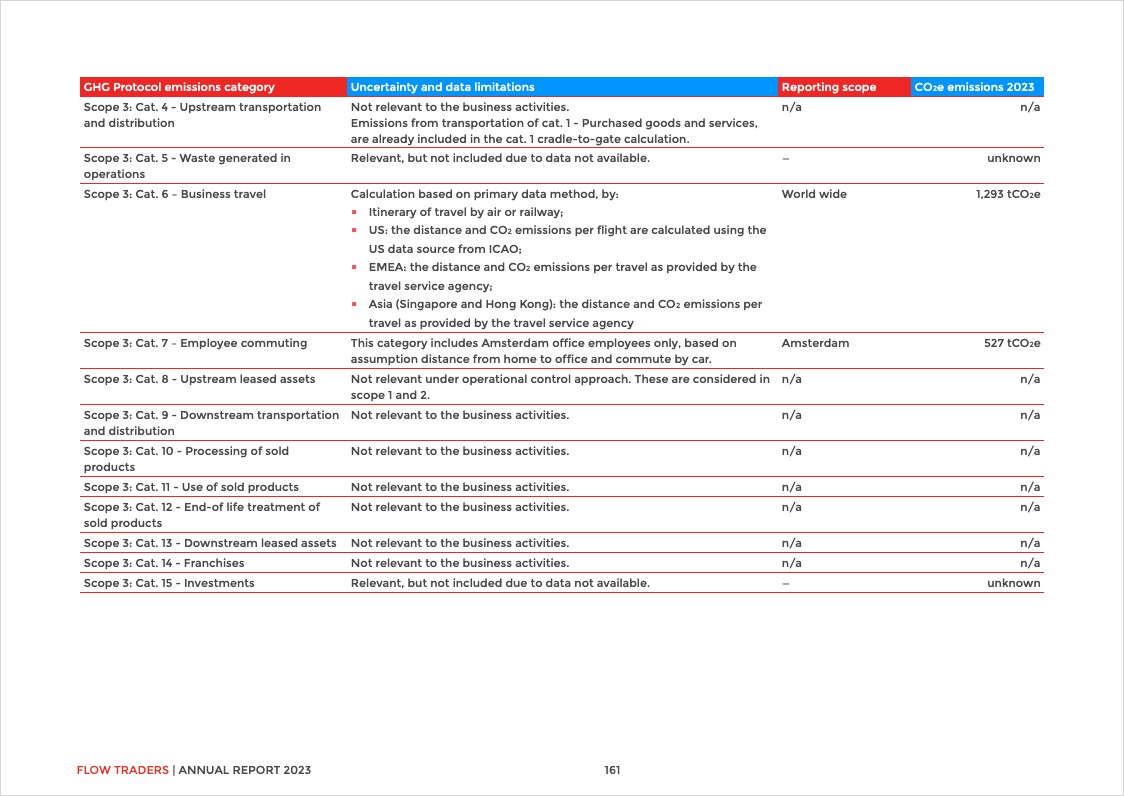 GHG Protocol emissions category Uncertainty and data limitations Reporting scope CO₂e emissions 2023
Scope 3: Cat. 4 - Upstream transportation Not relevant to the business activities. n/a n/a
and distribution Emissions from transportation of cat. 1 - Purchased goods and services,
are already included in the cat. 1 cradle-to-gate calculation.
Scope 3: Cat. 5 - Waste generated in Relevant, but not included due to data not available. — unknown
operations
Scope 3: Cat. 6 – Business travel Calculation based on primary data method, by: World wide 1,293 tCO₂e
▪ Itinerary of travel by air or railway;
▪ US: the distance and CO₂ emissions per flight are calculated using the
US data source from ICAO;
▪ EMEA: the distance and CO₂ emissions per travel as provided by the
travel service agency;
▪ Asia (Singapore and Hong Kong): the distance and CO₂ emissions per
travel as provided by the travel service agency
Scope 3: Cat. 7 – Employee commuting This category includes Amsterdam office employees only, based on Amsterdam 527 tCO₂e
assumption distance from home to office and commute by car.
Scope 3: Cat. 8 - Upstream leased assets Not relevant under operational control approach. These are considered in n/a n/a
scope 1 and 2.
Scope 3: Cat. 9 - Downstream transportation Not relevant to the business activities. n/a n/a
and distribution
Scope 3: Cat. 10 - Processing of sold Not relevant to the business activities. n/a n/a
products
Scope 3: Cat. 11 - Use of sold products Not relevant to the business activities. n/a n/a
Scope 3: Cat. 12 - End-of life treatment of Not relevant to the business activities. n/a n/a
sold products
Scope 3: Cat. 13 - Downstream leased assets Not relevant to the business activities. n/a n/a
Scope 3: Cat. 14 - Franchises Not relevant to the business activities. n/a n/a
Scope 3: Cat. 15 - Investments Relevant, but not included due to data not available. — unknown
FLOW TRADERS | ANNUAL REPORT 2023 161